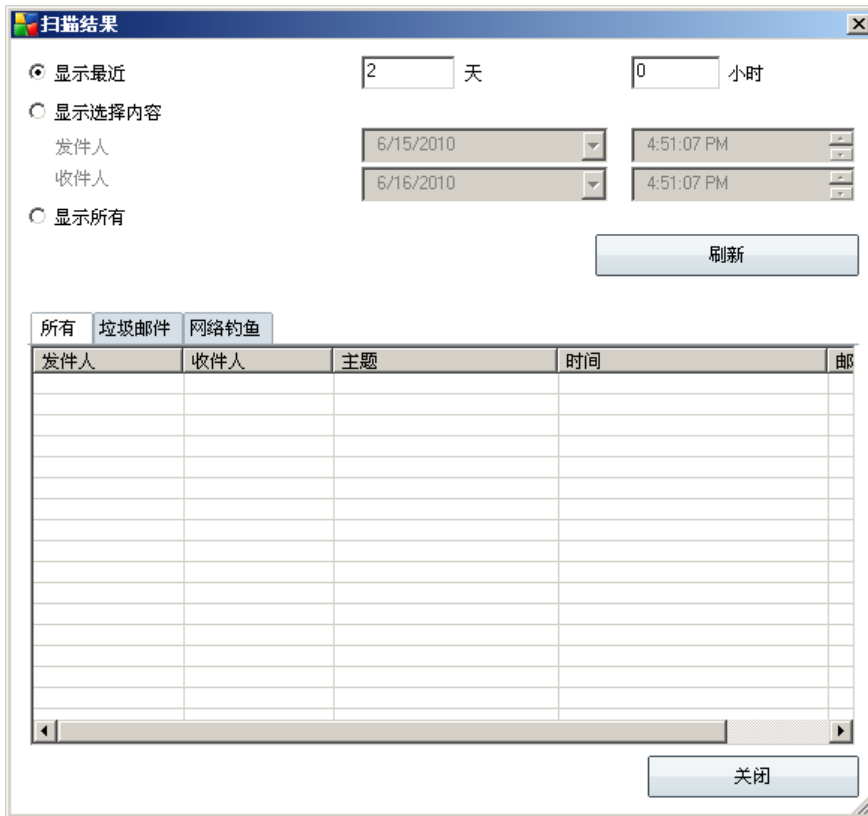 扫描结果
显示最近 2 天 0 小时
显示选择内容
发件人 6/15/2010 4:51:07 PM
收件人 6/16/2010 4:51:07 PM
显示所有
刷新
所有 垃圾邮件 网络钓鱼
发件人 收件人 主题 时间 邮
关闭